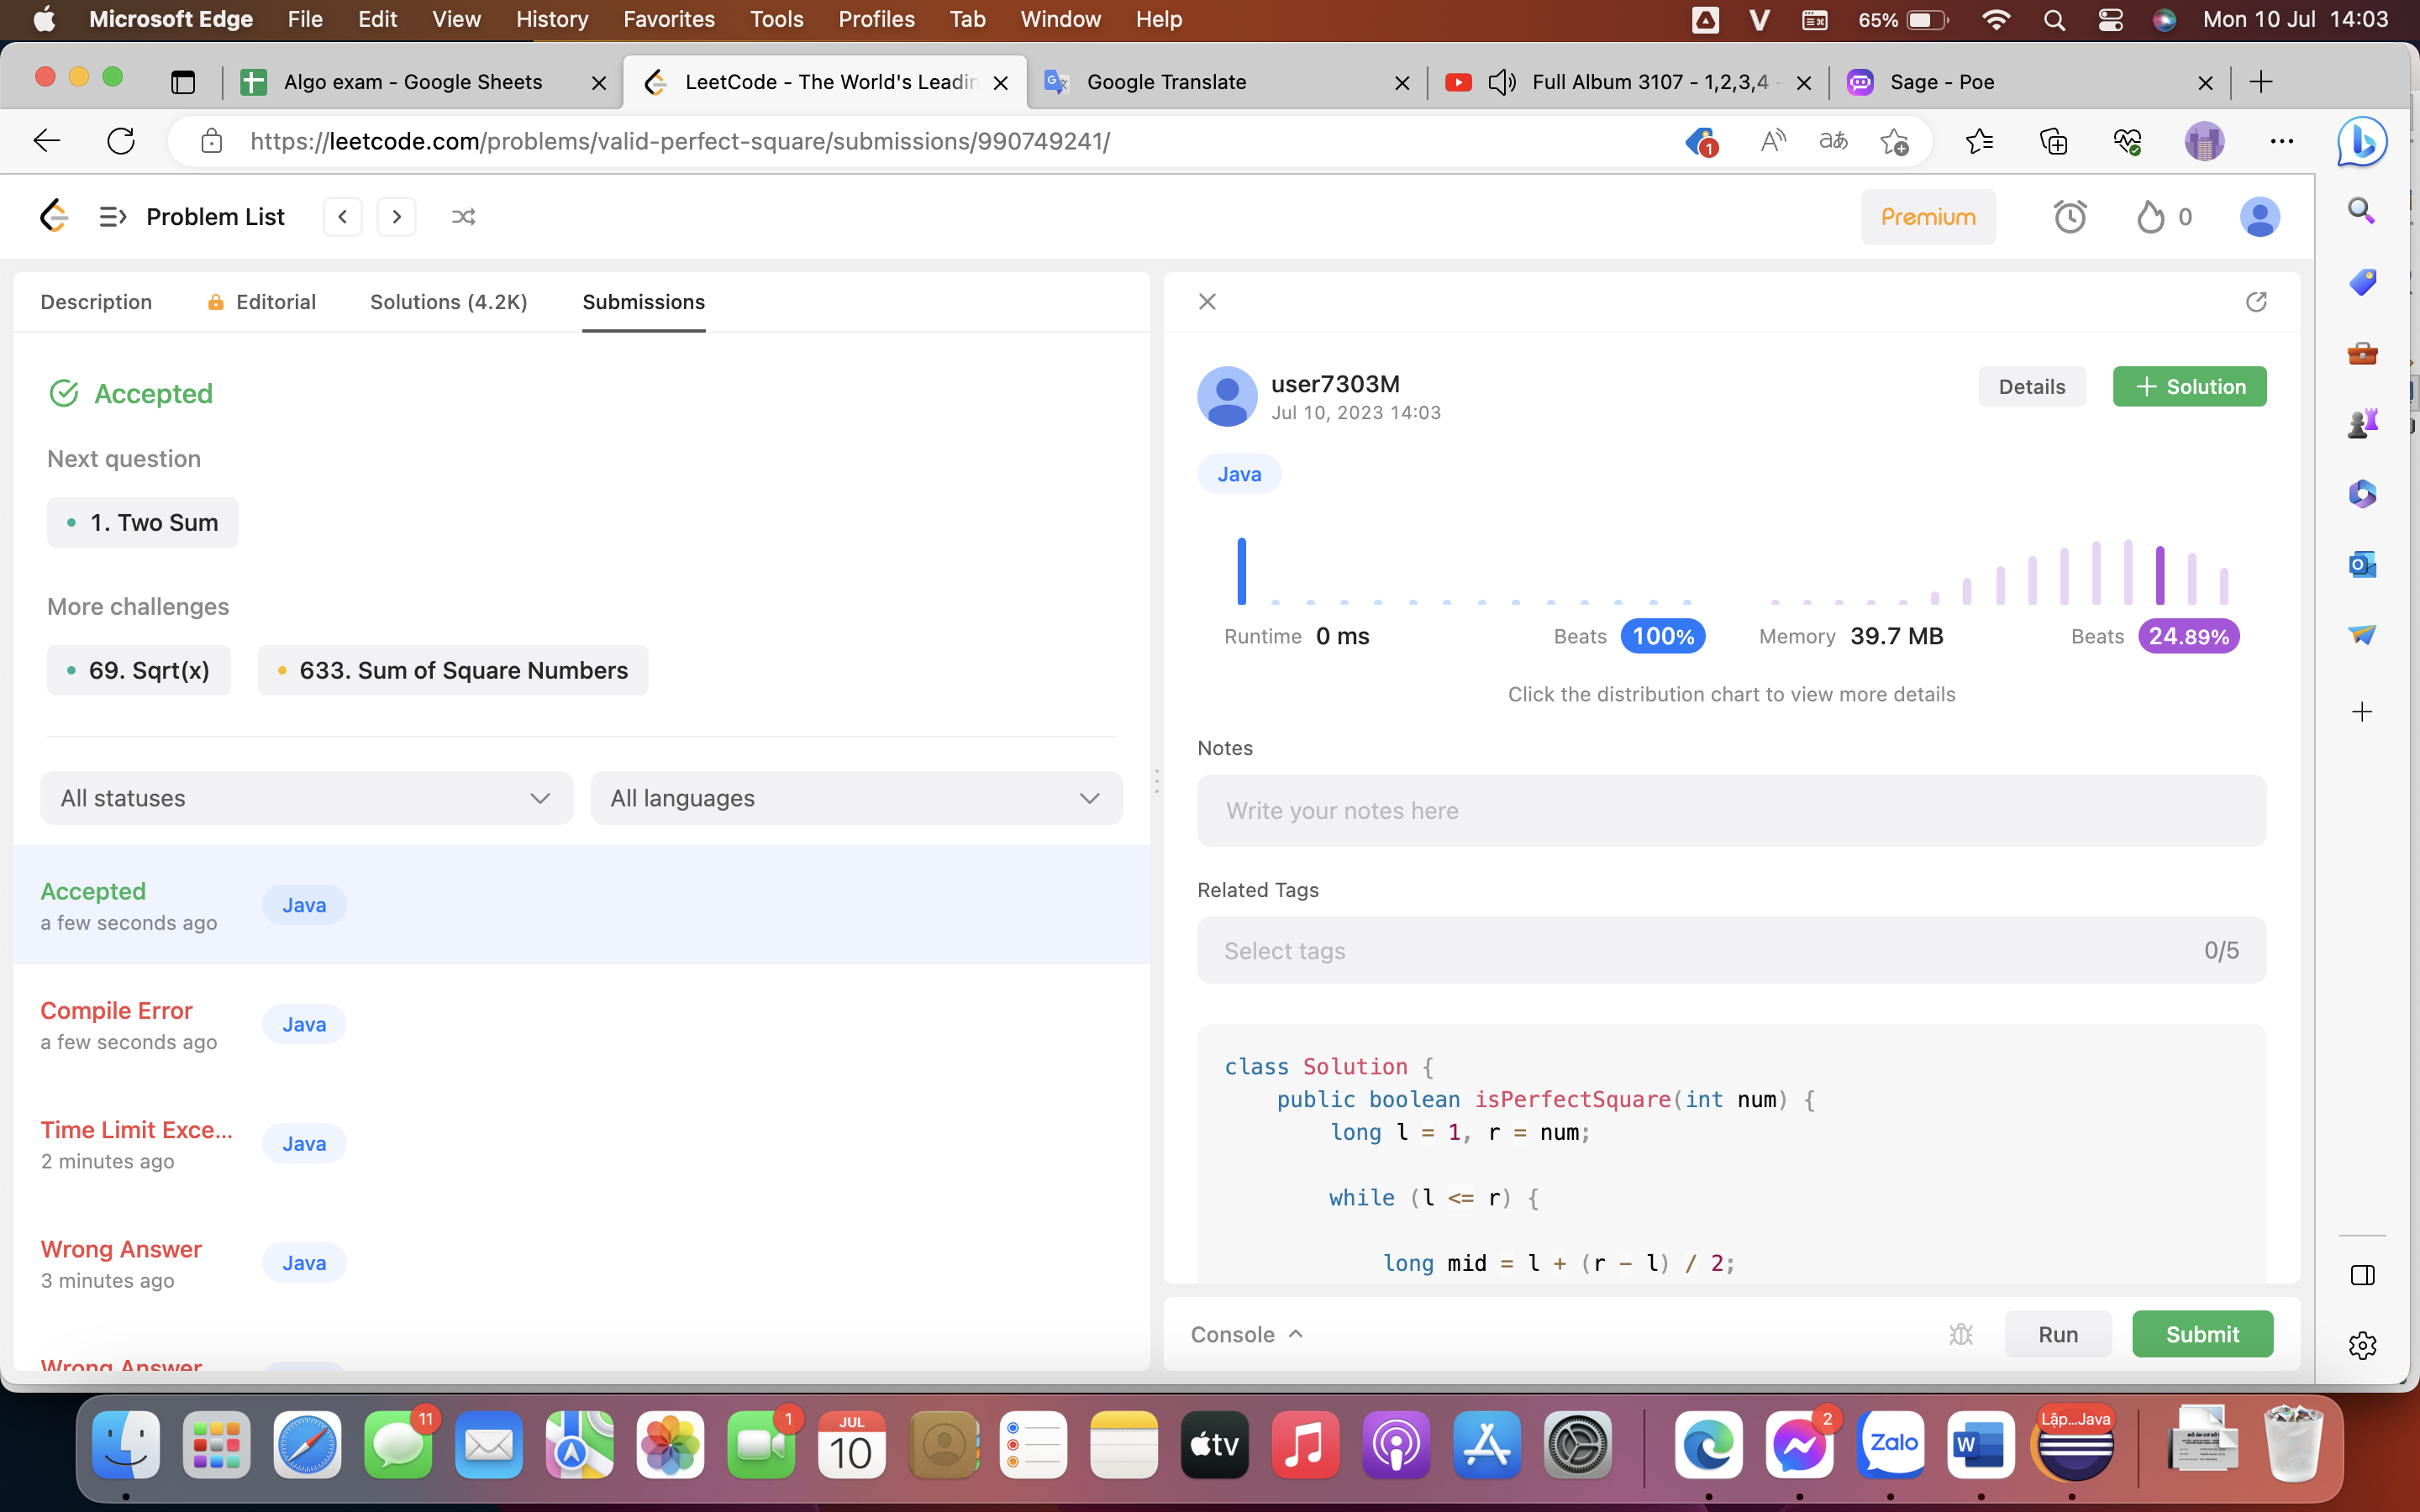 Microsoft Edge File Edit View History Favorites Tools Profiles Tab Window Help 65% Mon 10 Jul 14:03
Algo exam - Google Sheets LeetCode - The World's Leadin Google Translate Full Album 3107 - 1,2,3,4 - Sage - Poe
https://leetcode.com/problems/valid-perfect-square/submissions/990749241/ 1
Problem List Premium 0
Description Editorial Solutions (4.2K) Submissions
Accepted
Next question
1. Two Sum
More challenges
69. Sqrt(x) 633. Sum of Square Numbers
All statuses All languages
Accepted
a few seconds ago
Java
Compile Error
a few seconds ago
Java
Time Limit Exce...
2 minutes ago
Java
Wrong Answer
3 minutes ago
Java
Wrong Answer
user7303M
Jul 10, 2023 14:03
Details + Solution
Java
Runtime 0 ms Beats 100% Memory 39.7 MB Beats 24.89%
Click the distribution chart to view more details
Notes
Write your notes here
Related Tags
Select tags 0/5
class Solution {
public boolean isPerfectSquare(int num) {
long l = 1, r = num;
while (l <= r) {
long mid = l + (r - l) / 2;
Console Run Submit
11 1 JUL 10 tv 2 Zalo W Lập...Java